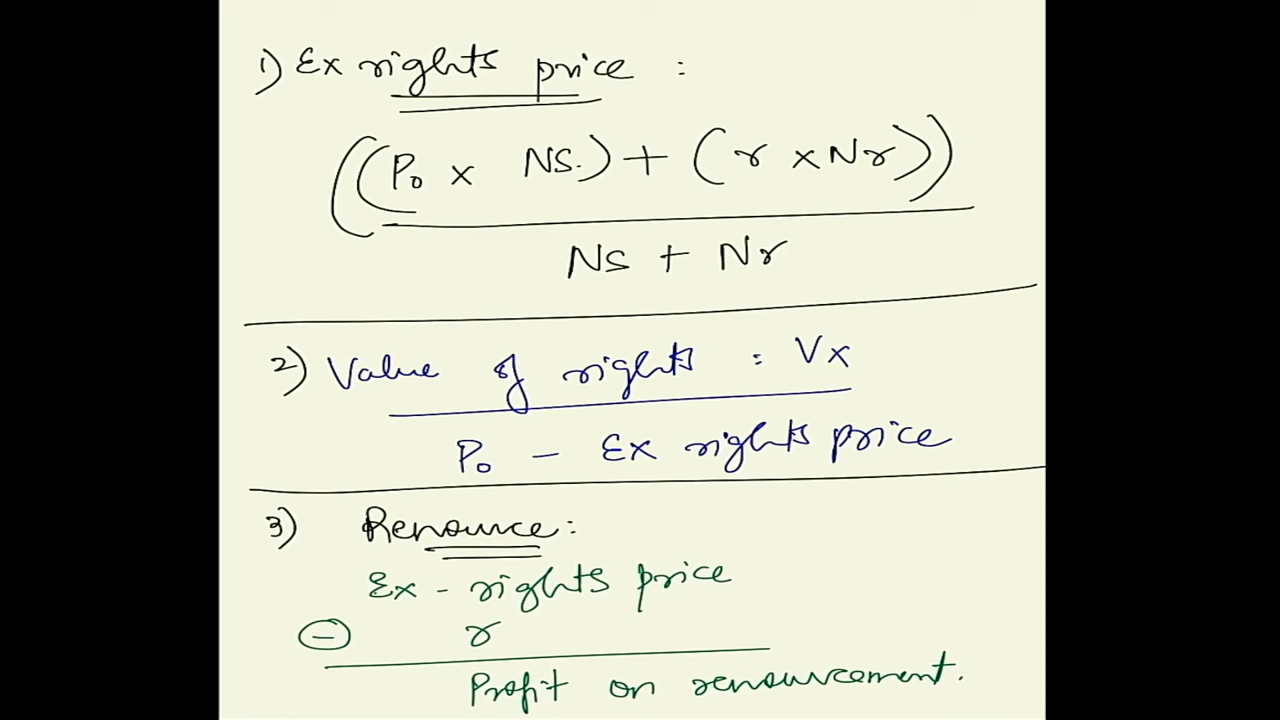 1) Ex rights price :
((P₀ x NS.) + (r x Nr))
NS + Nr
2) Value of rights : Vx
P₀ - Ex rights price
3) Renounce:
Ex - rights price
(-) r
Profit on renouncement.